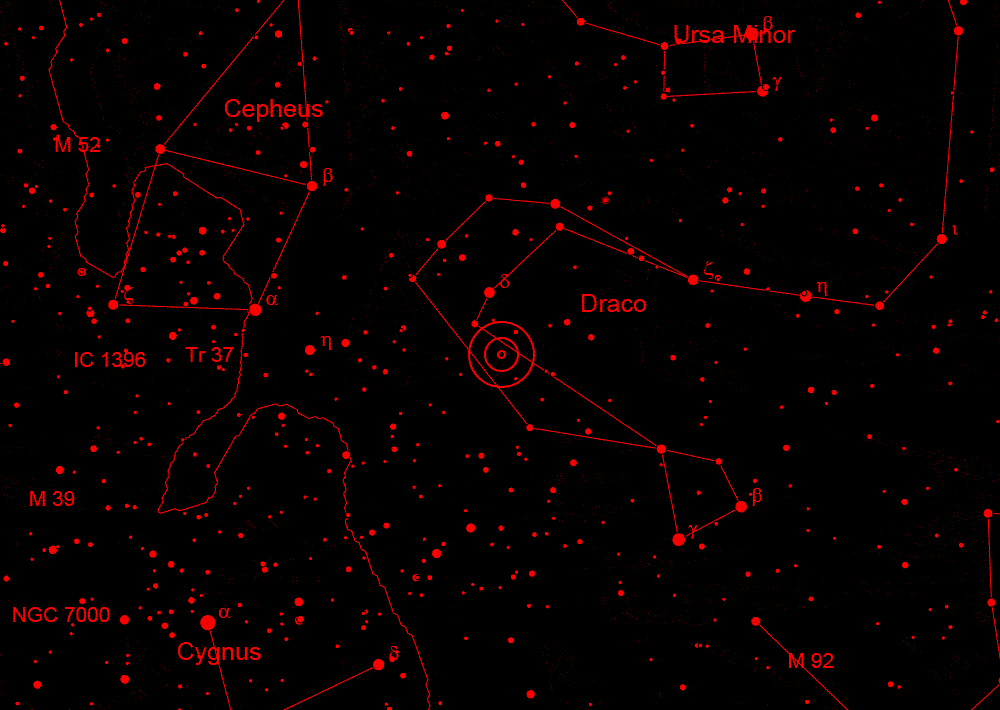 Ursa Minor
β
γ
Cepheus
M 52
β
ι
ζ
δ
η
Draco
ξ
α
η
IC 1396
Tr 37
M 39
β
γ
NGC 7000
α
Cygnus
δ
M 92